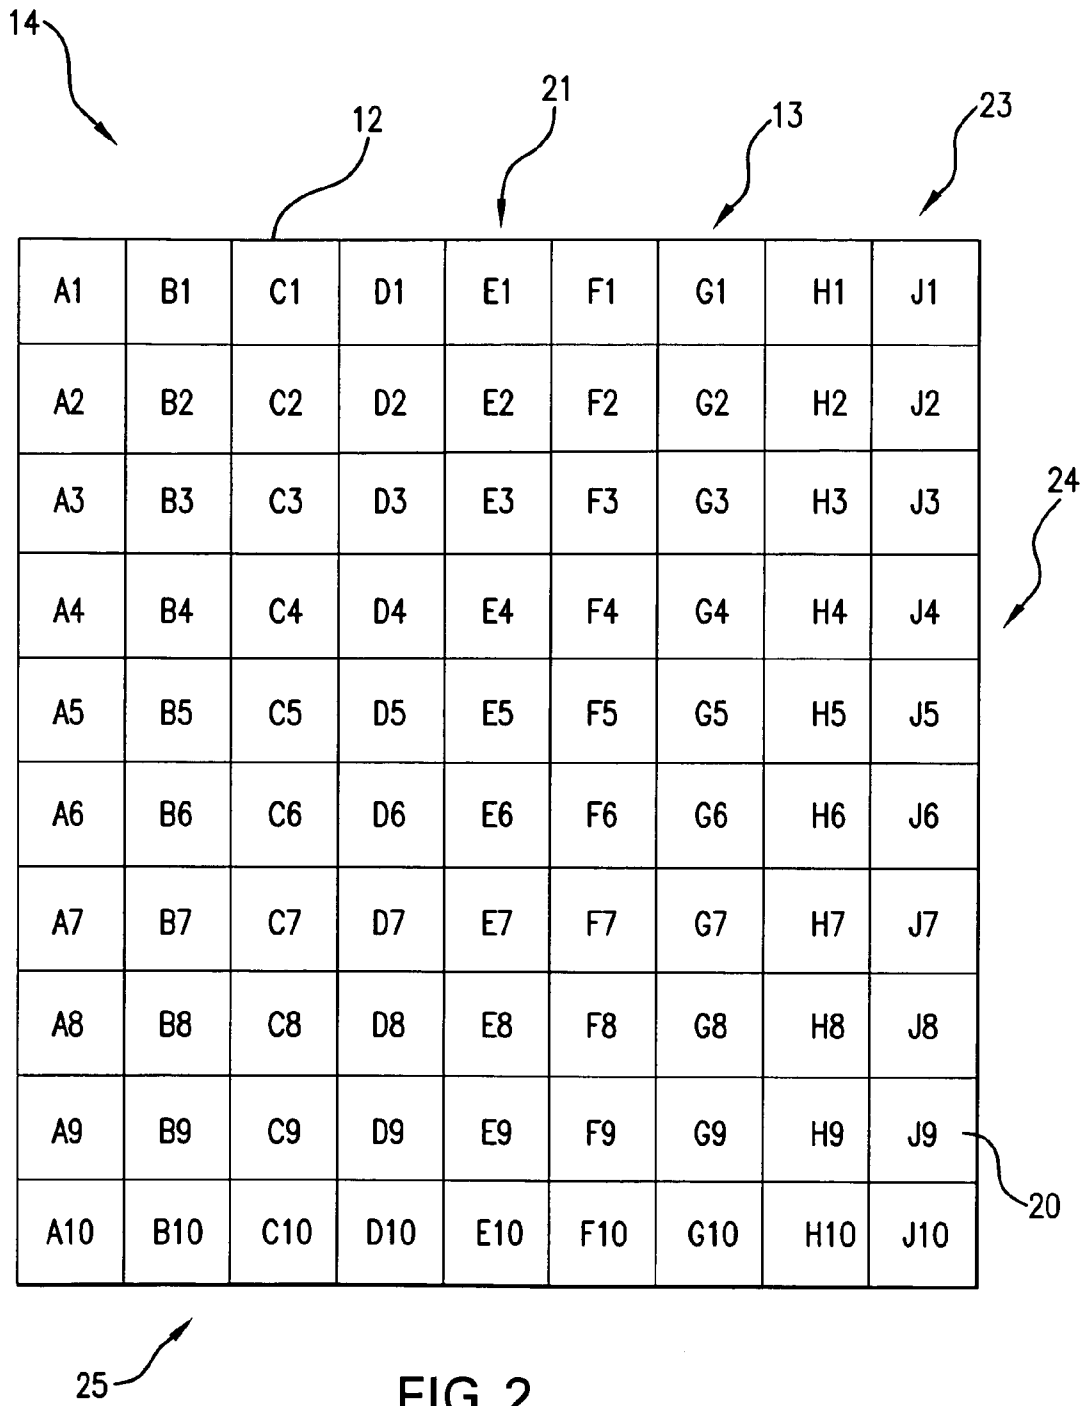 14
21
12
13
23
A1 B1 C1 D1 E1 F1 G1 H1 J1
A2 B2 C2 D2 E2 F2 G2 H2 J2
24
A3 B3 C3 D3 E3 F3 G3 H3 J3
A4 B4 C4 D4 E4 F4 G4 H4 J4
A5 B5 C5 D5 E5 F5 G5 H5 J5
A6 B6 C6 D6 E6 F6 G6 H6 J6
A7 B7 C7 D7 E7 F7 G7 H7 J7
A8 B8 C8 D8 E8 F8 G8 H8 J8
A9 B9 C9 D9 E9 F9 G9 H9 J9
20
A10 B10 C10 D10 E10 F10 G10 H10 J10
25
FIG. 2